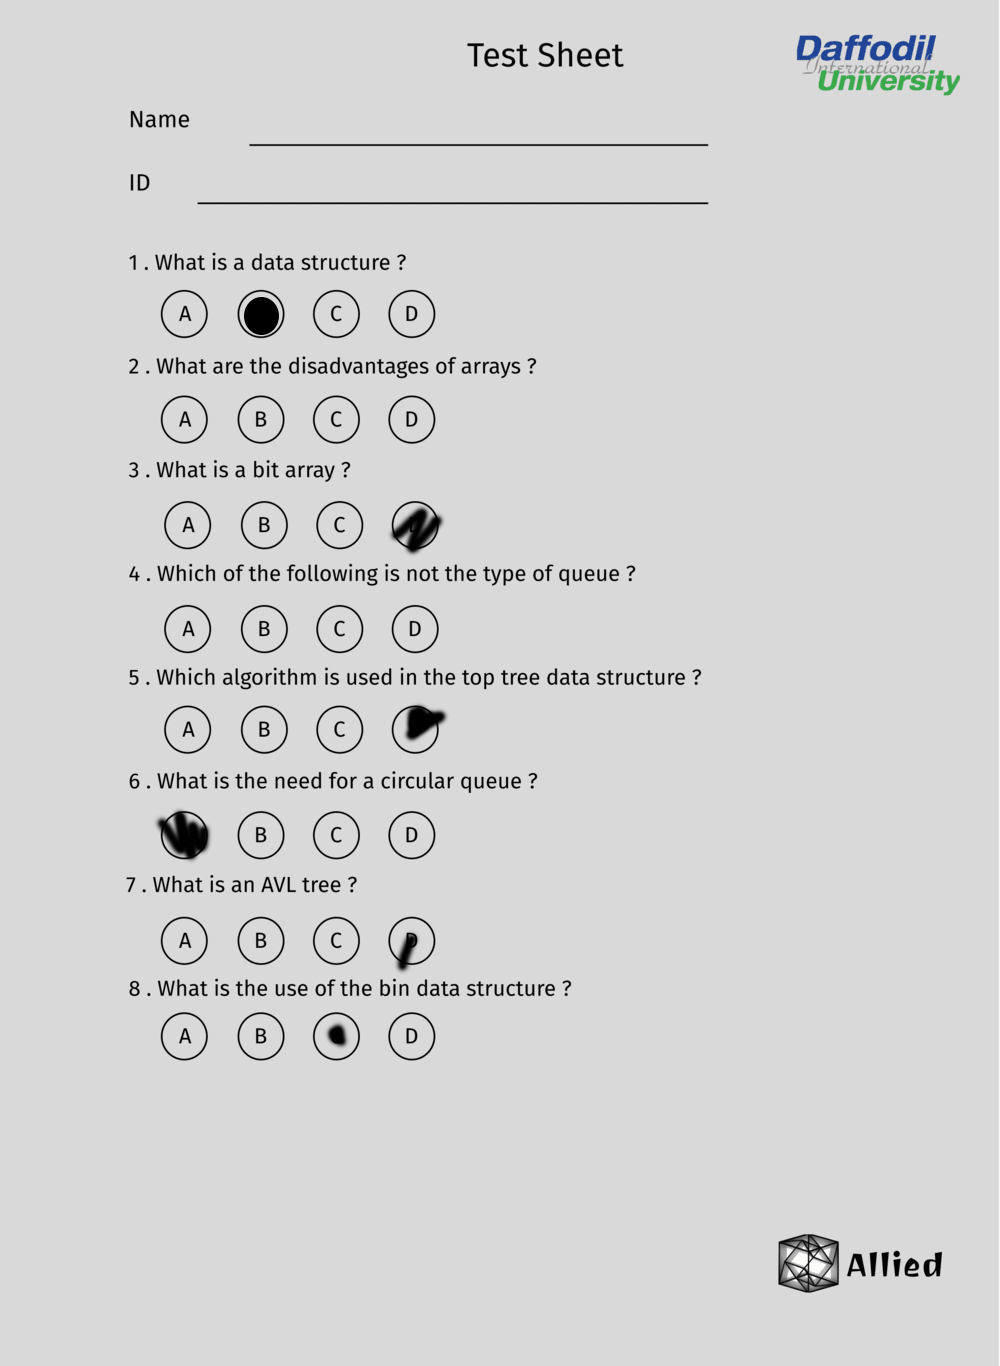 Test Sheet
Daffodil
International
University
Name
ID
1 . What is a data structure ?
A C D
2 . What are the disadvantages of arrays ?
A B C D
3 . What is a bit array ?
A B C
4 . Which of the following is not the type of queue ?
A B C D
5 . Which algorithm is used in the top tree data structure ?
A B C
6 . What is the need for a circular queue ?
B C D
7 . What is an AVL tree ?
A B C D
8 . What is the use of the bin data structure ?
A B D
Allied